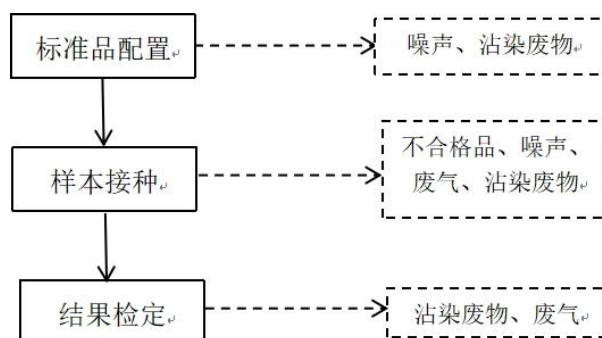 标准品配置
噪声、沾染废物
样本接种
不合格品、噪声、
废气、沾染废物
结果检定
沾染废物、废气